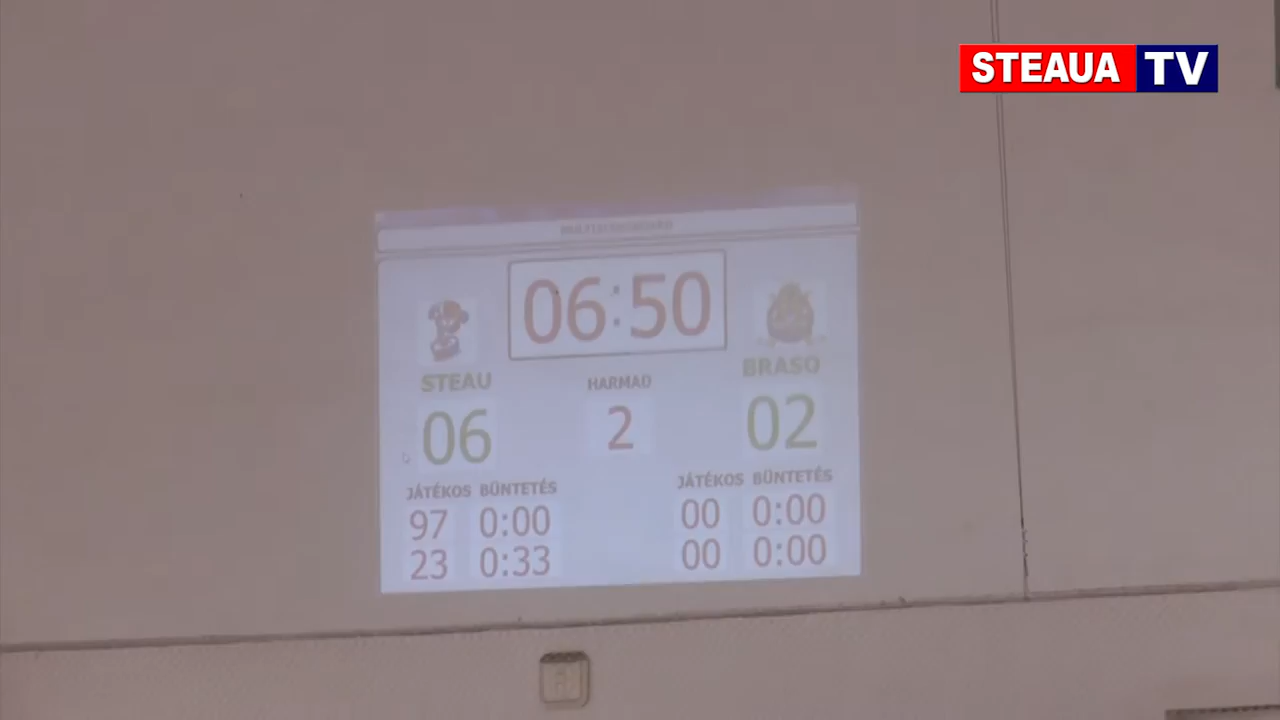 STEAUA TV
06:50
STEAU HARMAD BRASO
06 2 02
JÁTÉKOS BÜNTETÉS JÁTÉKOS BÜNTETÉS
97 0:00 00 0:00
23 0:33 00 0:00